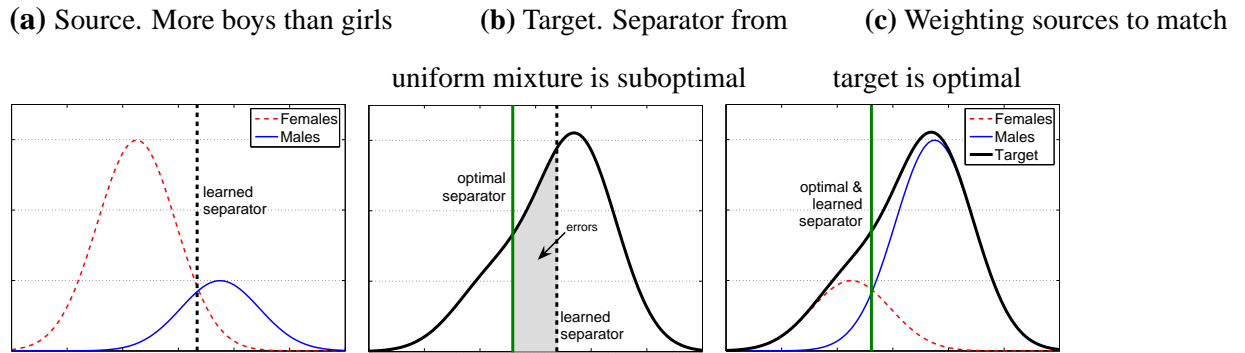 (a) Source. More boys than girls
(b) Target. Separator from
uniform mixture is suboptimal
(c) Weighting sources to match
target is optimal
Females
Males
learned
separator
optimal
separator
errors
learned
separator
Females
Males
Target
optimal &
learned
separator